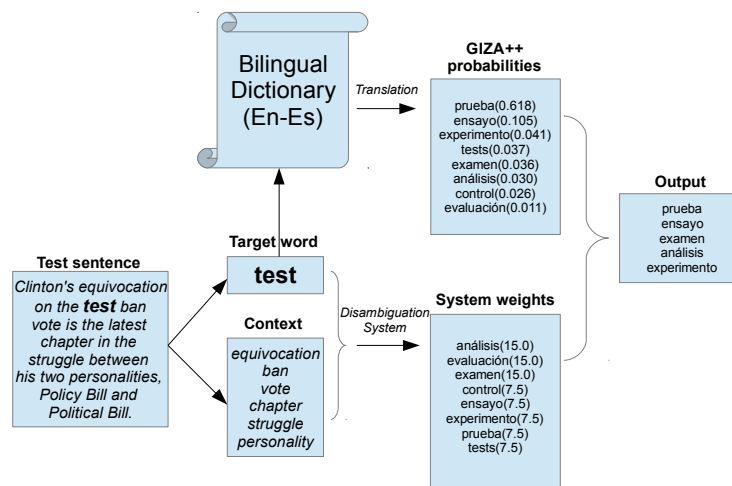 Bilingual
Dictionary
(En-Es)
Translation
GIZA++
probabilities
prueba(0.618)
ensayo(0.105)
experimento(0.041)
tests(0.037)
examen(0.036)
análisis(0.030)
control(0.026)
evaluación(0.011)
Output
prueba
ensayo
examen
análisis
experimento
Test sentence
Clinton's equivocation
on the test ban
vote is the latest
chapter in the
struggle between
his two personalities,
Policy Bill and
Political Bill.
Target word
test
Context
equivocation
ban
vote
chapter
struggle
personality
Disambiguation
System
System weights
análisis(15.0)
evaluación(15.0)
examen(15.0)
control(7.5)
ensayo(7.5)
experimento(7.5)
prueba(7.5)
tests(7.5)